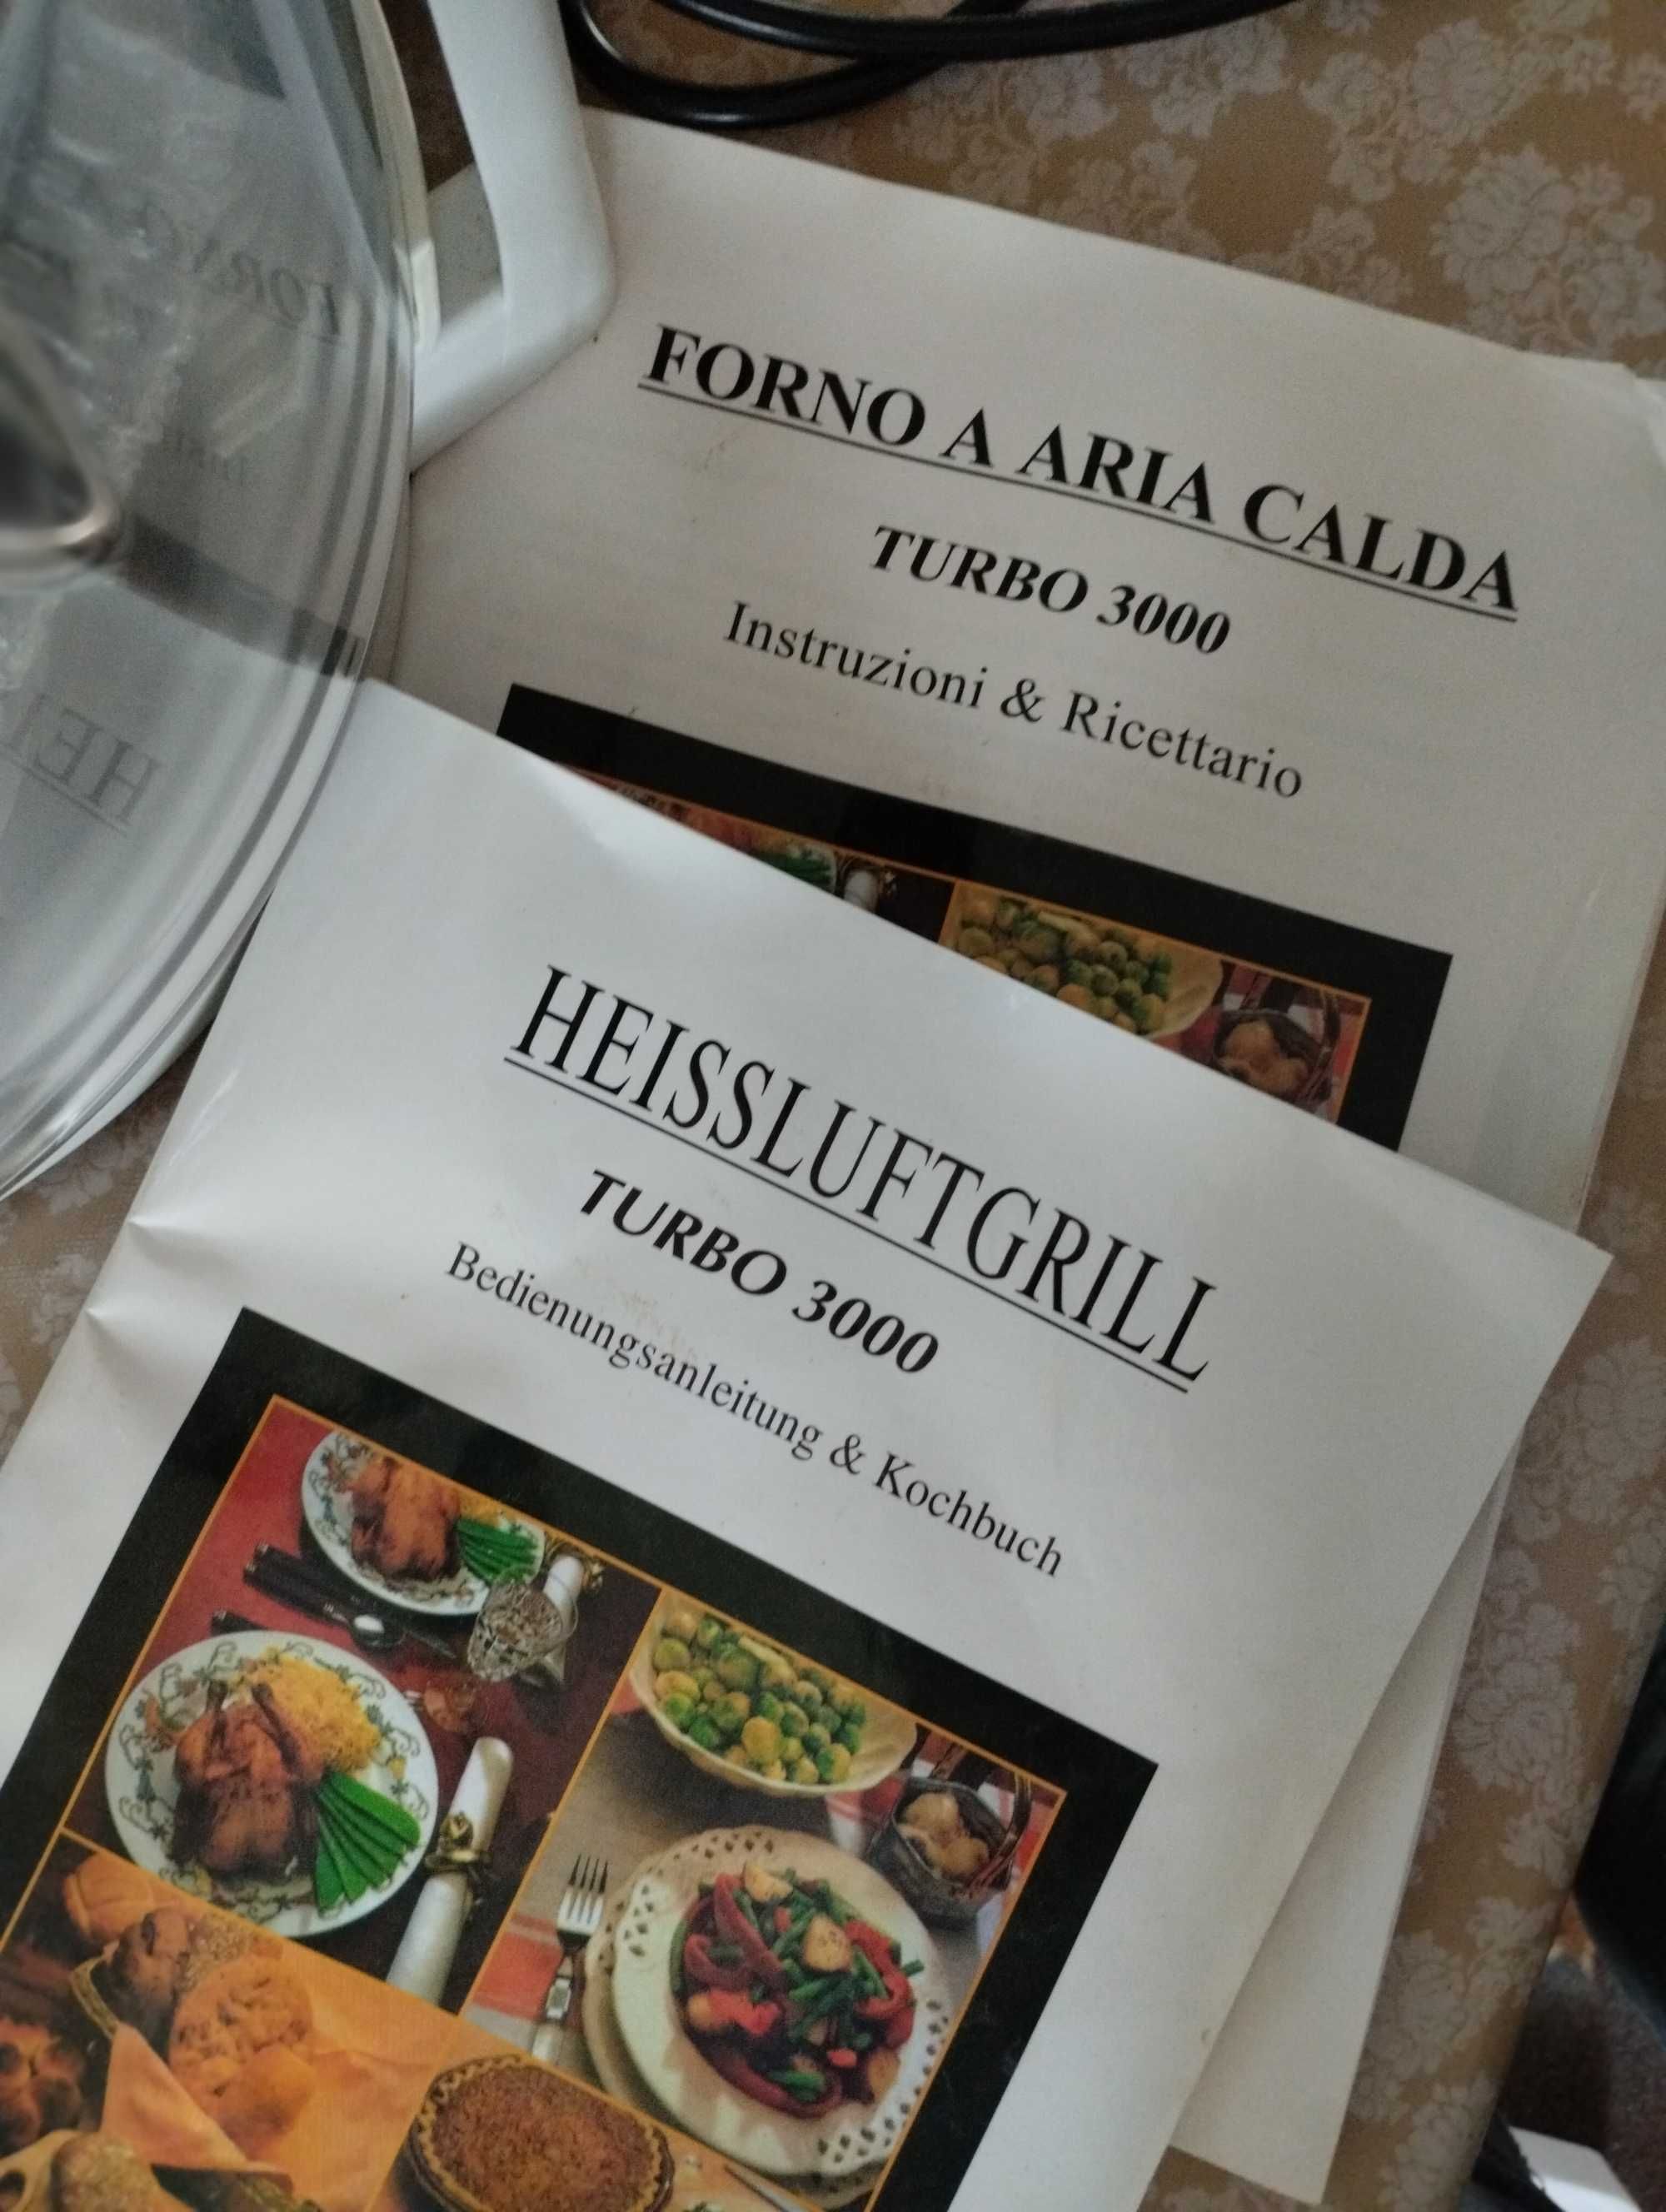 FORNO A ARIA CALDA
TURBO 3000
Instruzioni & Ricettario
HEISSLUFTGRILL
TURBO 3000
Bedienungsanleitung & Kochbuch